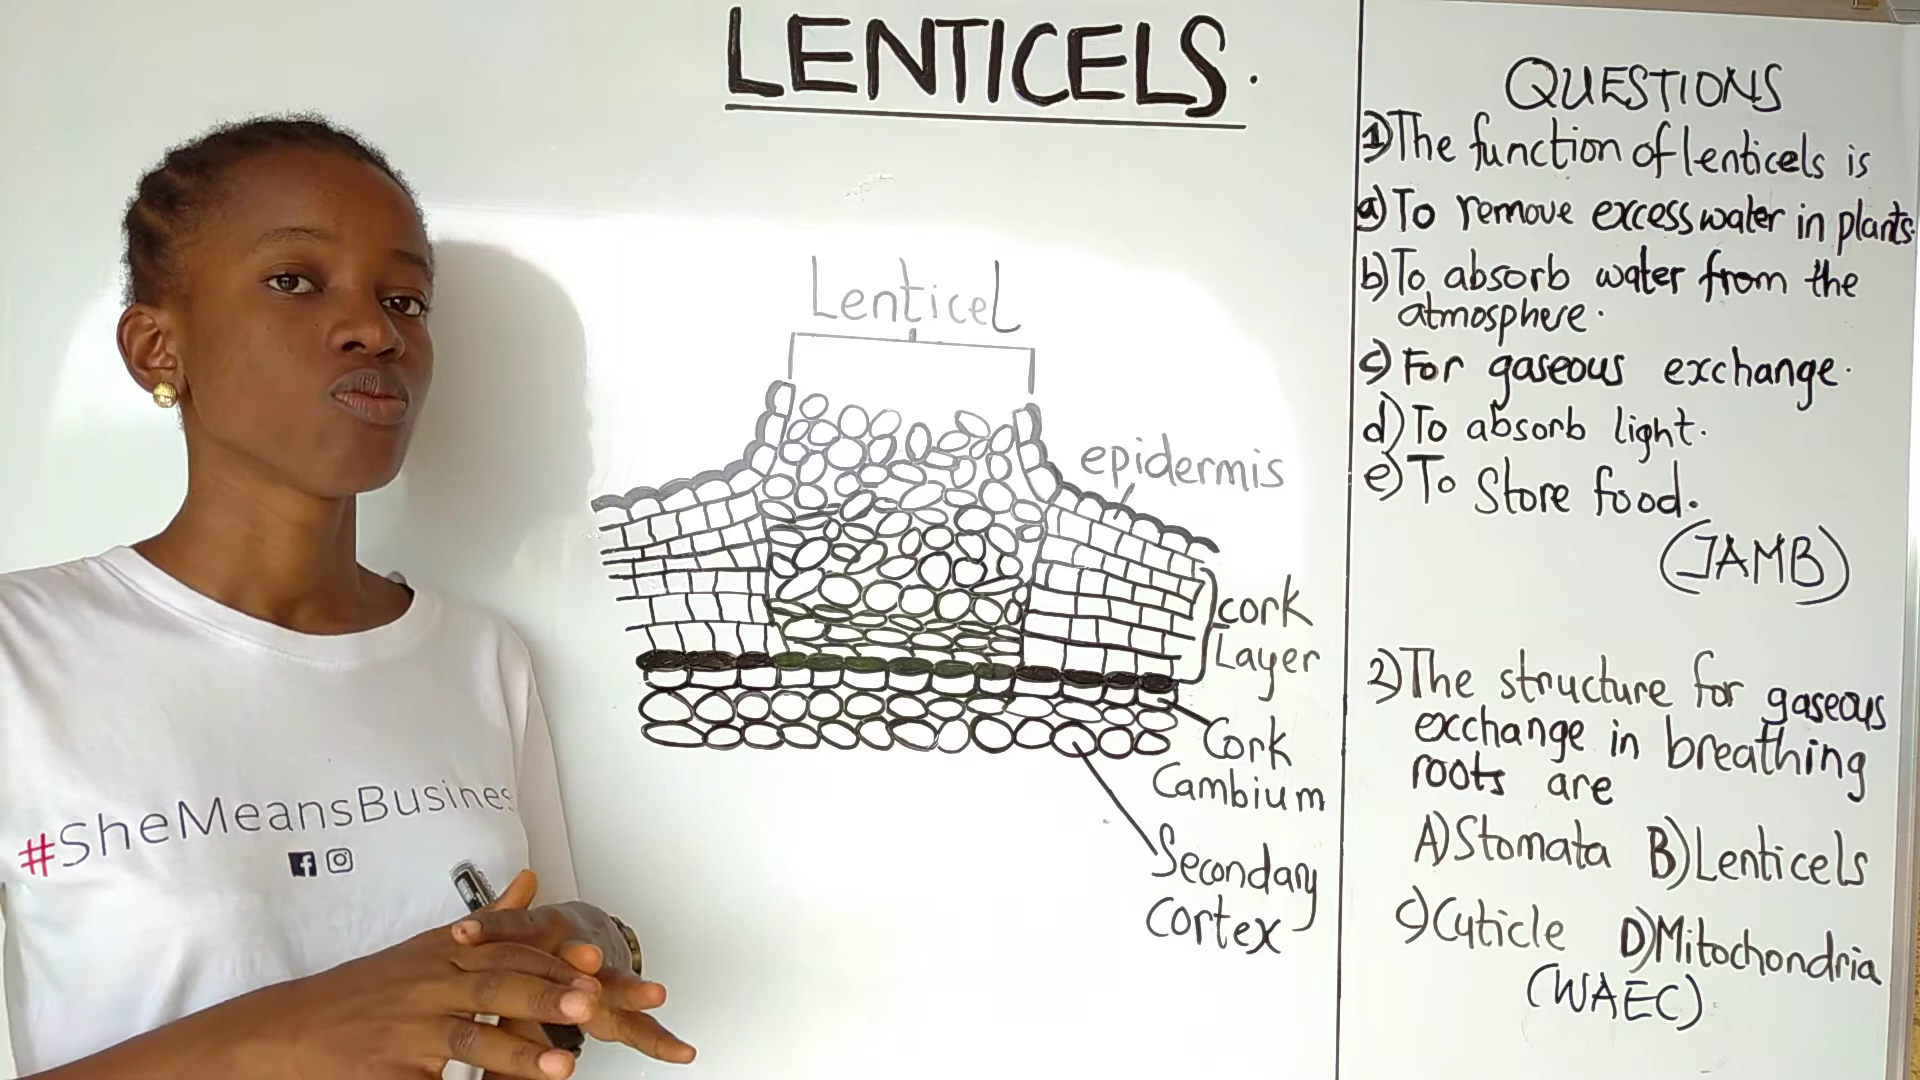 LENTICELS.
Lenticel
epidermis
cork
Layer
Cork
Cambium
Secondary
Cortex
QUESTIONS
1) The function of lenticels is
a) To remove excess water in plants.
b) To absorb water from the
atmosphere.
c) For gaseous exchange.
d) To absorb light.
e) To Store food.
(JAMB)
2) The structure for gaseous
exchange in breathing
roots are
A) Stomata B) Lenticels
C) Cuticle D) Mitochondria
(WAEC)
#SheMeansBusines